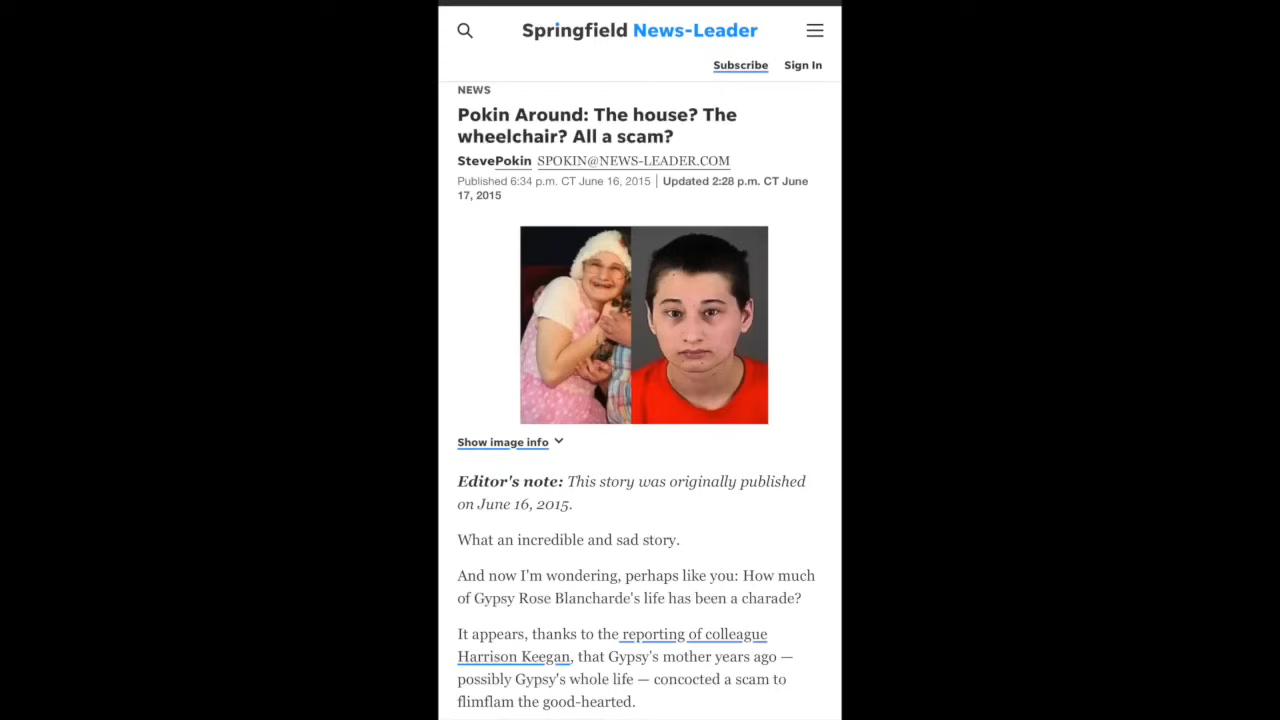 Springfield News-Leader
Subscribe Sign In
NEWS
Pokin Around: The house? The
wheelchair? All a scam?
StevePokin SPOKIN@NEWS-LEADER.COM
Published 6:34 p.m. CT June 16, 2015 | Updated 2:28 p.m. CT June
17, 2015
Show image info
Editor's note: This story was originally published
on June 16, 2015.
What an incredible and sad story.
And now I'm wondering, perhaps like you: How much
of Gypsy Rose Blancharde's life has been a charade?
It appears, thanks to the reporting of colleague
Harrison Keegan, that Gypsy's mother years ago —
possibly Gypsy's whole life — concocted a scam to
flimflam the good-hearted.